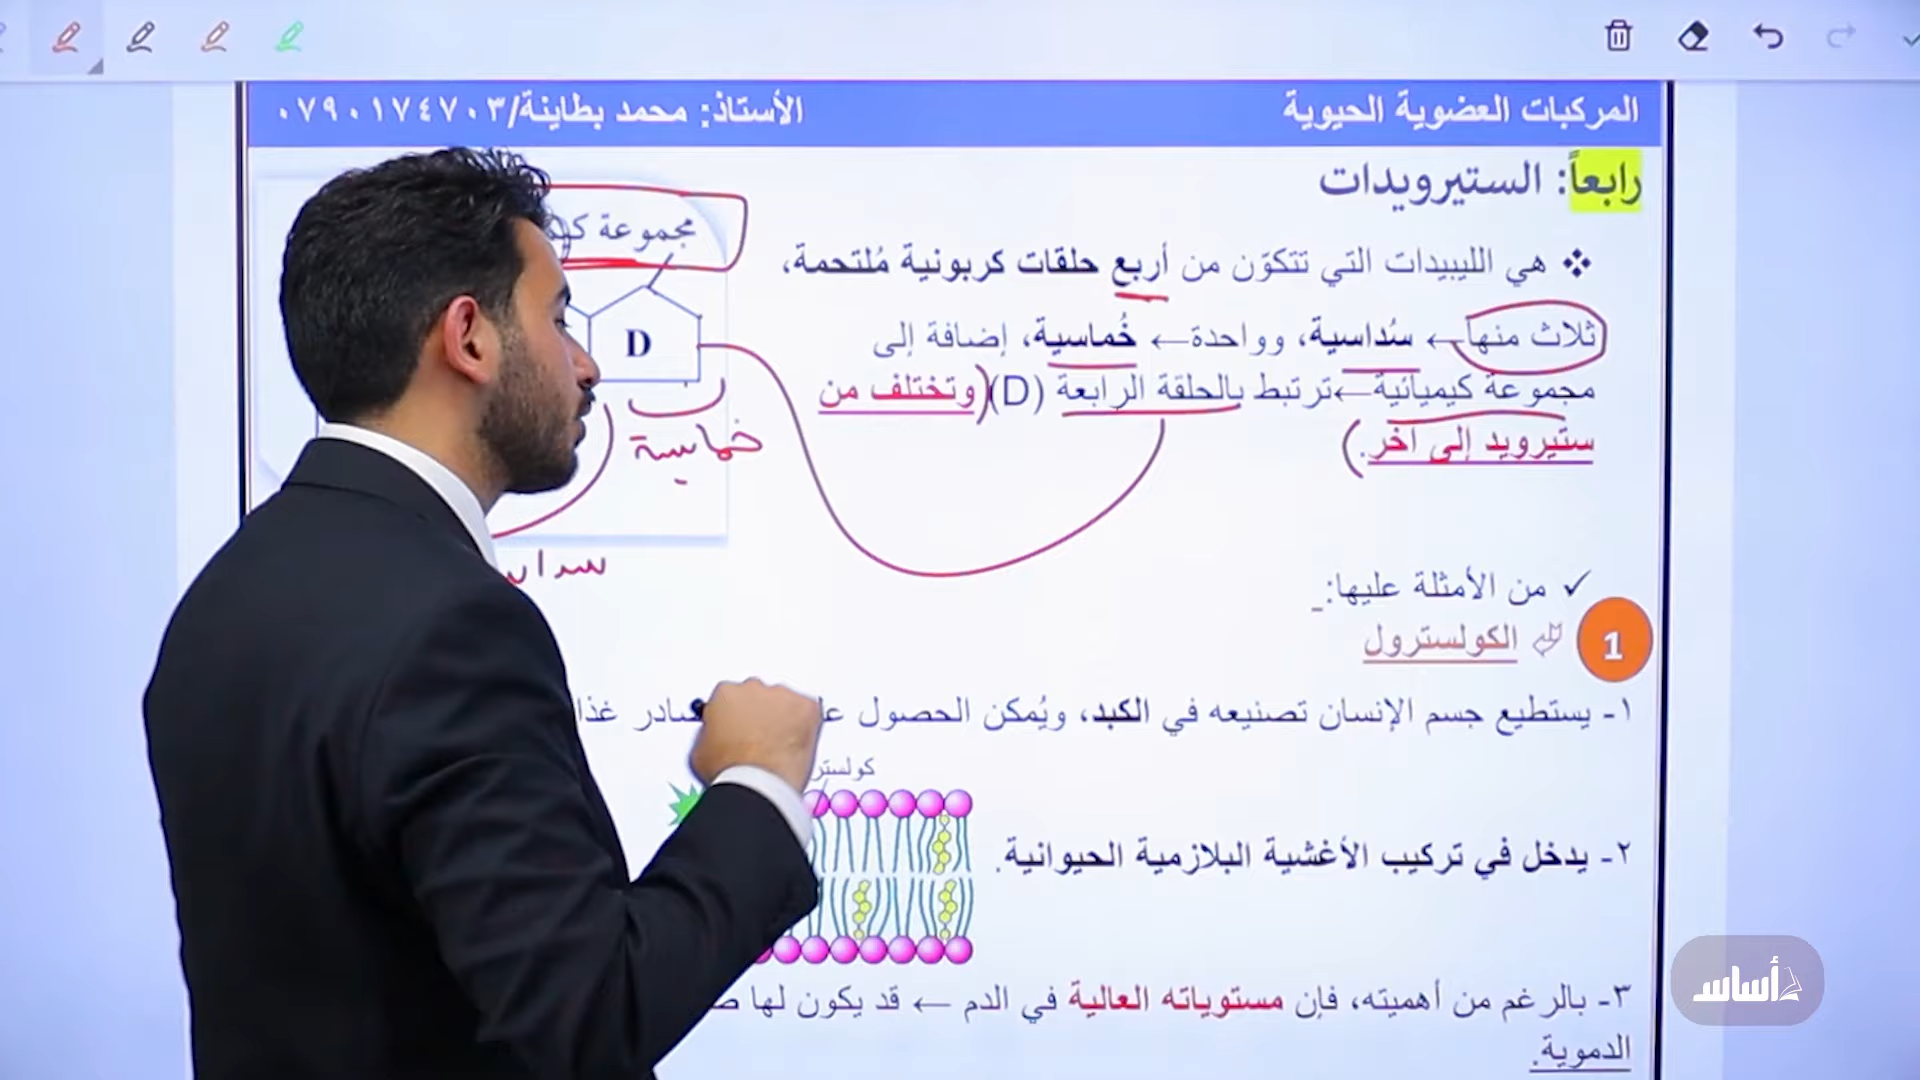 المركبات العضوية الحيوية
الأستاذ: محمد بطاينة/٠٧٩٠١٧٤٧٠٣
رابعاً: الستيرويدات
هي الليبيدات التي تتكوّن من أربع حلقات كربونية مُلتحمة،
ثلاث منها← سُداسية، وواحدة← خُماسية، إضافة إلى
مجموعة كيميائية← ترتبط بالحلقة الرابعة (D) (وتختلف من
ستيرويد إلى آخر.)
مجموعة
D
خماسية
✓ من الأمثلة عليها:
1 الكولسترول
١- يستطيع جسم الإنسان تصنيعه في الكبد، ويُمكن الحصول
٢- يدخل في تركيب الأغشية البلازمية الحيوانية.
٣- بالرغم من أهميته، فإن مستوياته العالية في الدم ← قد يكون لها
الدموية.
أساس